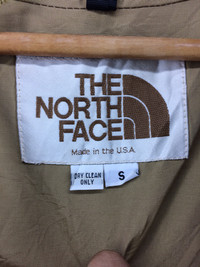 THE
NORTH
FACE
Made in the U.S.A.
DRY CLEAN
ONLY
S